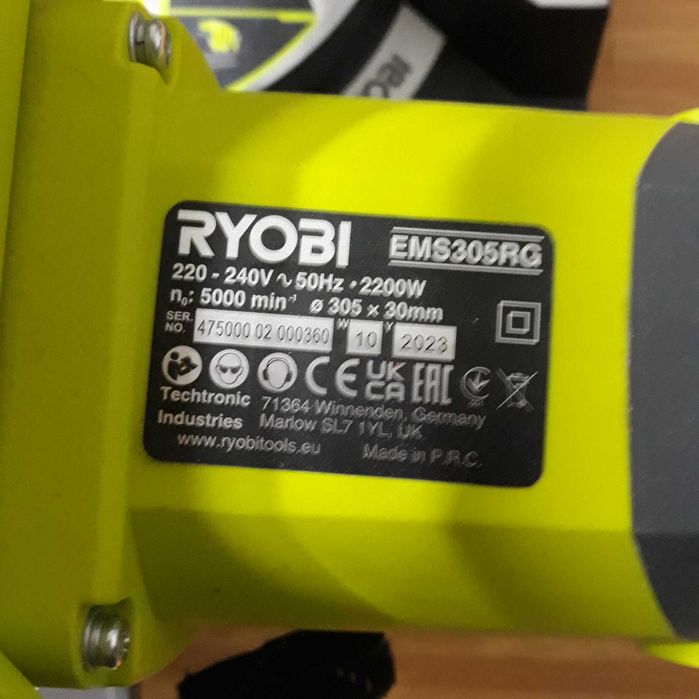 RYOBI EMS305RG
220 - 240V ∿ 50Hz • 2200W
n₀: 5000 min⁻¹ ø 305 x 30mm
SER. NO. 475000 02 000360 W 10 Y 2023
CE UK CA EAC
Techtronic Industries
71364 Winnenden, Germany
Marlow SL7 1YL, UK
www.ryobitools.eu Made in P.R.C.